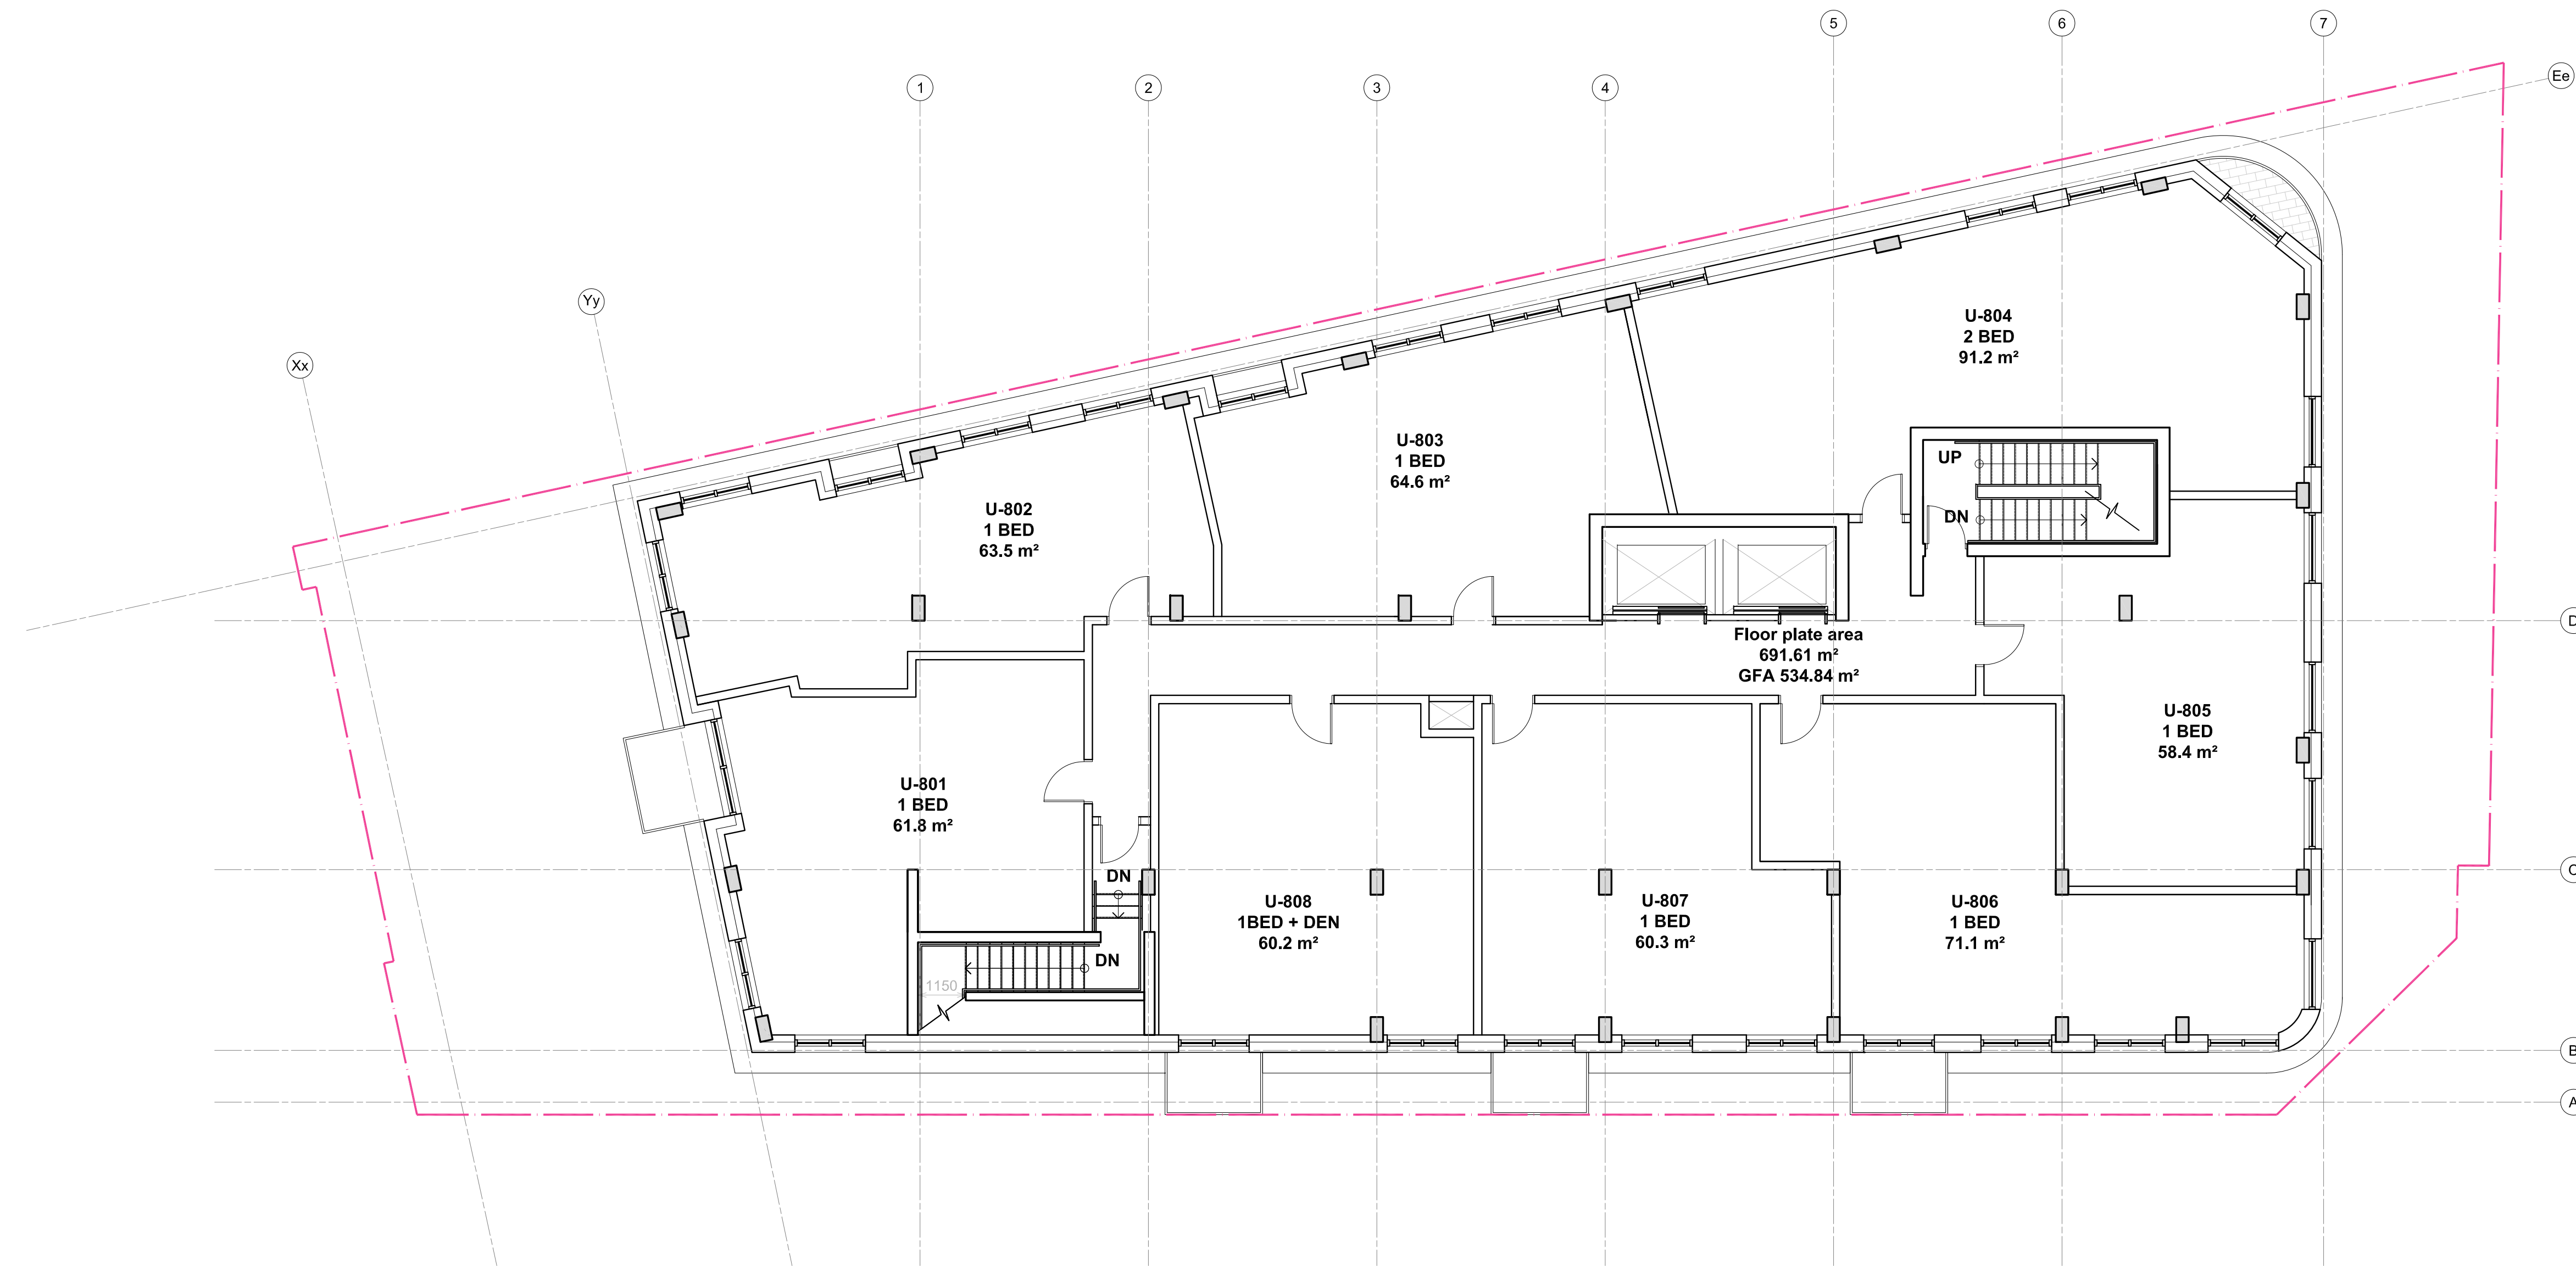 5
6
7
Ee
1
2
3
4
Yy
Xx
U-804
2 BED
91.2 m²
U-803
1 BED
64.6 m²
UP
DN
U-802
1 BED
63.5 m²
D
Floor plate area
691.61 m²
GFA 534.84 m²
U-805
1 BED
58.4 m²
U-801
1 BED
61.8 m²
C
DN
U-808
1BED + DEN
60.2 m²
U-807
1 BED
60.3 m²
U-806
1 BED
71.1 m²
DN
1150
B
A